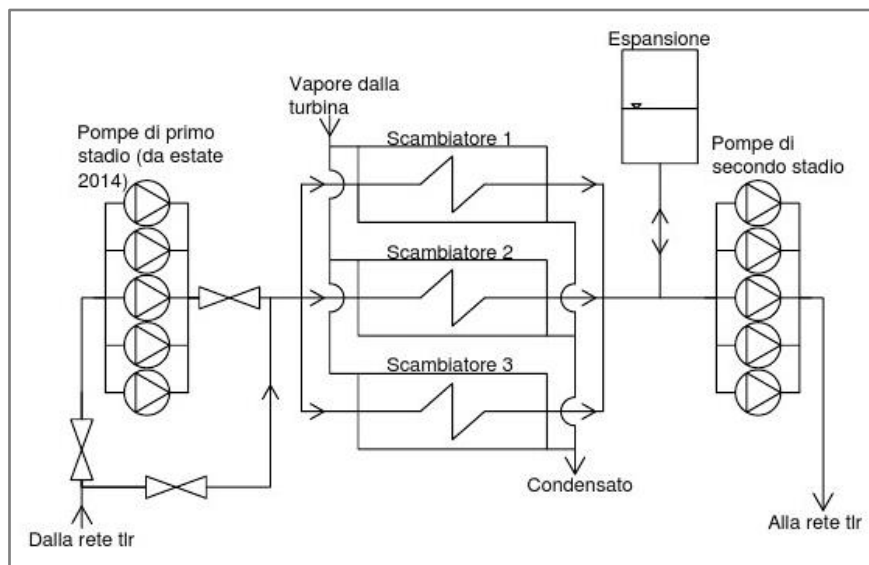 Espansione
Vapore dalla
turbina
Pompe di primo
stadio (da estate
2014)
Scambiatore 1
Pompe di
secondo stadio
Scambiatore 2
Scambiatore 3
Condensato
Dalla rete tlr
Alla rete tlr